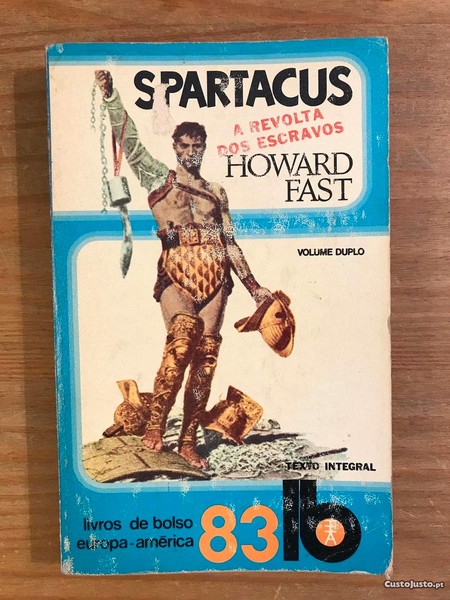 SPARTACUS
A REVOLTA
DOS ESCRAVOS
HOWARD
FAST
VOLUME DUPLO
TEXTO INTEGRAL
livros de bolso
europa-américa
83
lb
CustoJusto.pt